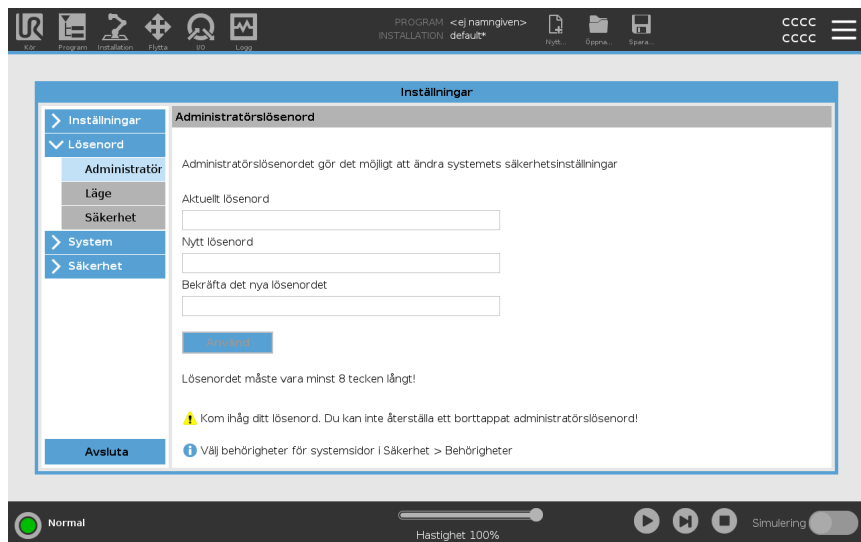 PROGRAM <ej namngiven>
INSTALLATION default*
CCCC
CCCC
UR
Kör
Program
Installation
Flytta
I/O
Logg
Nytt...
Öppna...
Spara...
Inställningar
Inställningar
Lösenord
Administratör
Läge
Säkerhet
System
Säkerhet
Avsluta
Administratörslösenord
Administratörslösenordet gör det möjligt att ändra systemets säkerhetsinställningar
Aktuellt lösenord
Nytt lösenord
Bekräfta det nya lösenordet
Använd
Lösenordet måste vara minst 8 tecken långt!
Kom ihåg ditt lösenord. Du kan inte återställa ett borttappat administratörslösenord!
Välj behörigheter för systemsidor i Säkerhet > Behörigheter
Normal
Hastighet 100%
Simulering